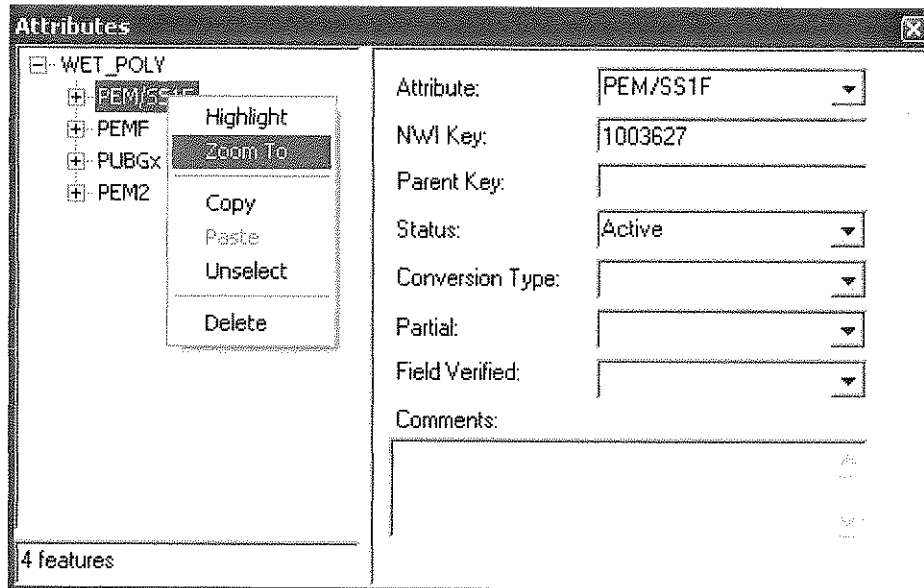 Attributes
WET_POLY
PEM/SS1F
PEMF
PUBGx
PEM2
Highlight
Zoom To
Copy
Paste
Unselect
Delete
4 features
Attribute: PEM/SS1F
NWI Key: 1003627
Parent Key:
Status: Active
Conversion Type:
Partial:
Field Verified:
Comments: